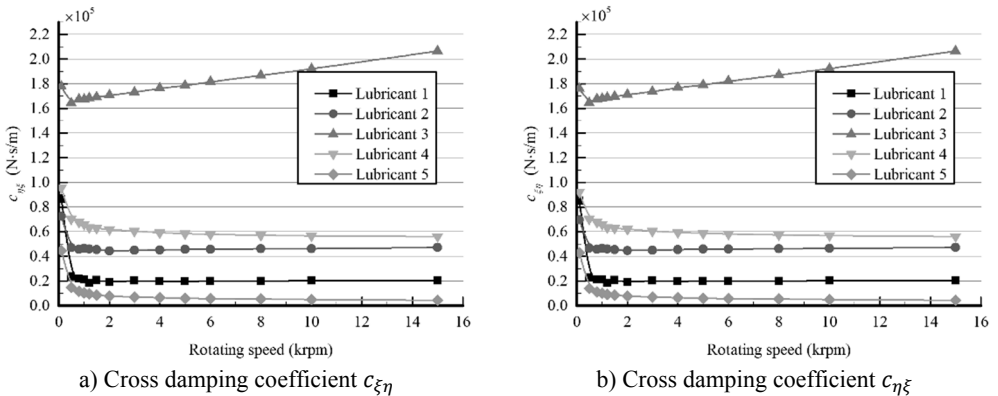 ×10⁵
2.2
2.0
1.8
1.6
1.4
1.2
1.0
0.8
0.6
0.4
0.2
0.0
c_ηξ (N·s/m)
Lubricant 1
Lubricant 2
Lubricant 3
Lubricant 4
Lubricant 5
0 2 4 6 8 10 12 14 16
Rotating speed (krpm)
a) Cross damping coefficient c_ξη
×10⁵
2.2
2.0
1.8
1.6
1.4
1.2
1.0
0.8
0.6
0.4
0.2
0.0
c_ξη (N·s/m)
Lubricant 1
Lubricant 2
Lubricant 3
Lubricant 4
Lubricant 5
0 2 4 6 8 10 12 14 16
Rotating speed (krpm)
b) Cross damping coefficient c_ηξ